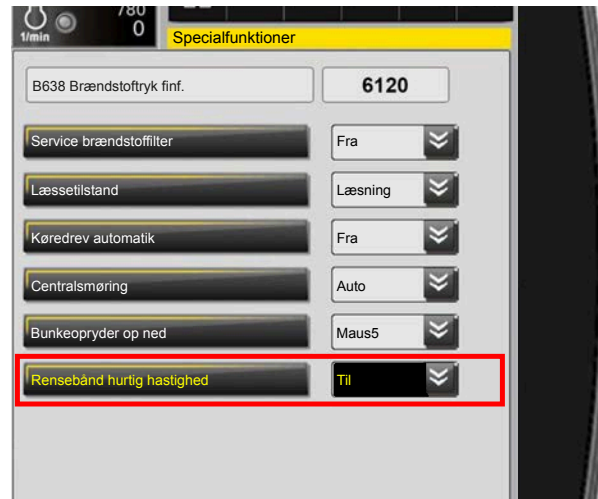 780
1/min 0
Specialfunktioner
B638 Brændstoftryk finf. 6120
Service brændstoffilter Fra
Læssetilstand Læsning
Køredrev automatik Fra
Centralsmøring Auto
Bunkeopryder op ned Maus5
Rensebånd hurtig hastighed Til